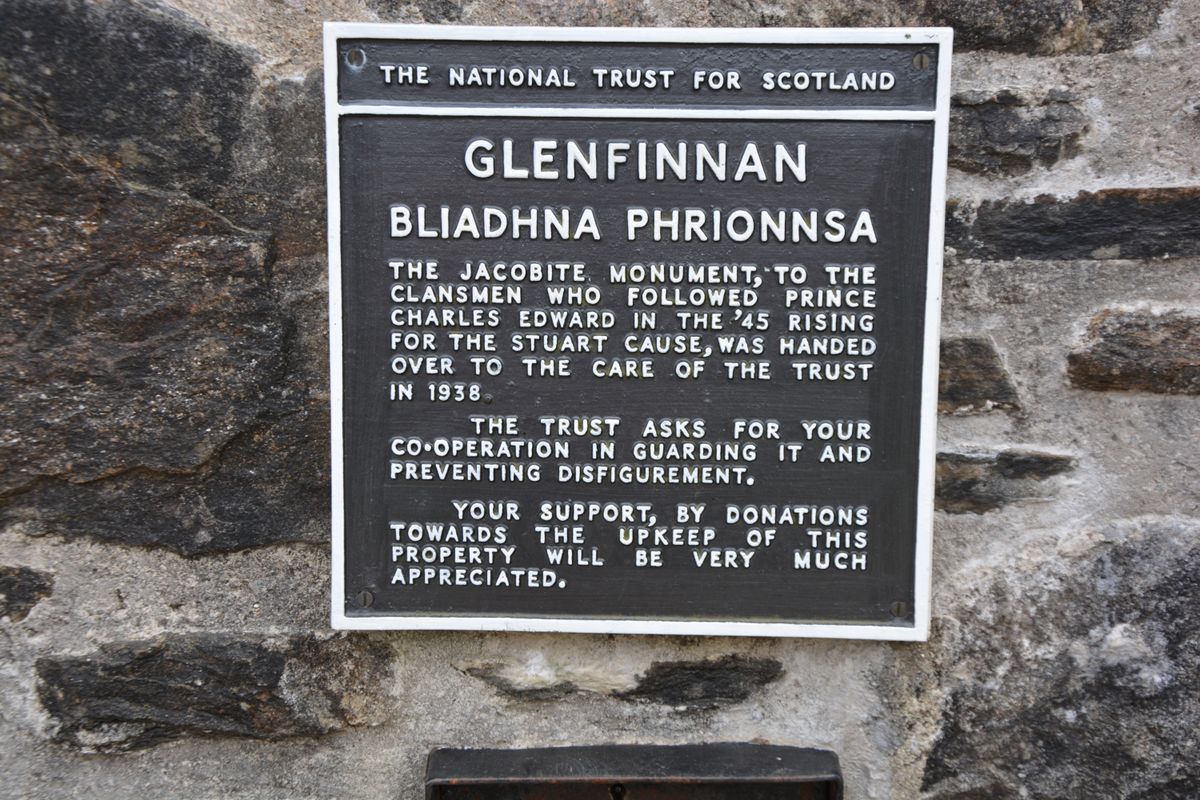 THE NATIONAL TRUST FOR SCOTLAND
GLENFINNAN
BLIADHNA PHRIONNSA
THE JACOBITE MONUMENT, TO THE
CLANSMEN WHO FOLLOWED PRINCE
CHARLES EDWARD IN THE '45 RISING
FOR THE STUART CAUSE, WAS HANDED
OVER TO THE CARE OF THE TRUST
IN 1938.
THE TRUST ASKS FOR YOUR
CO-OPERATION IN GUARDING IT AND
PREVENTING DISFIGUREMENT.
YOUR SUPPORT, BY DONATIONS
TOWARDS THE UPKEEP OF THIS
PROPERTY WILL BE VERY MUCH
APPRECIATED.